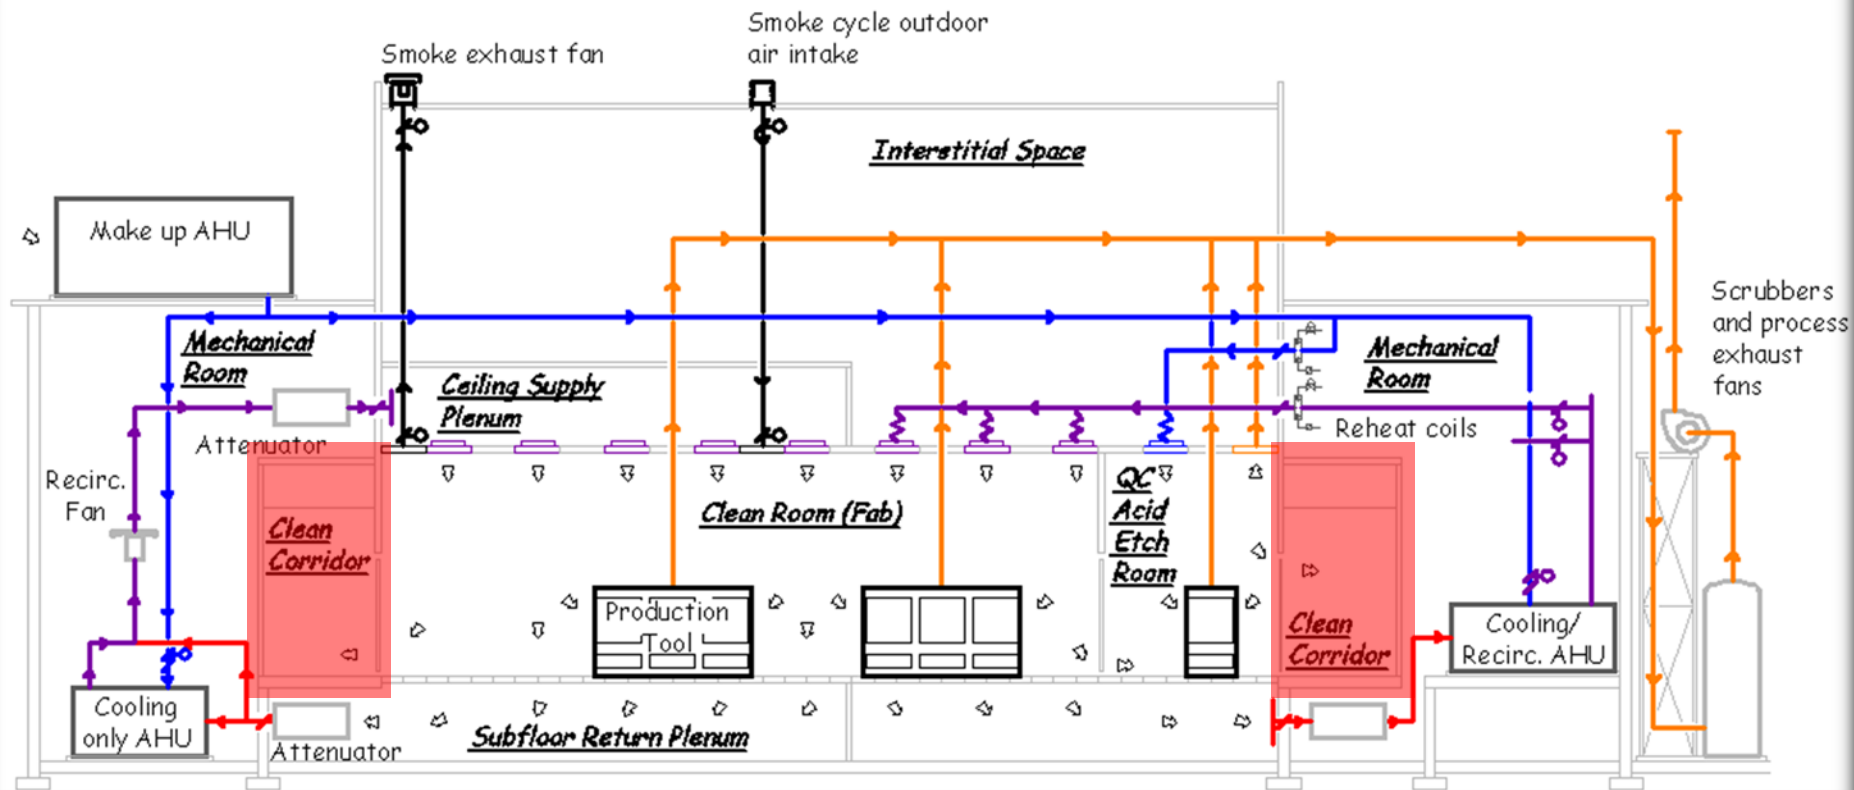 Smoke exhaust fan
Smoke cycle outdoor
air intake
Interstitial Space
Make up AHU
Mechanical
Room
Ceiling Supply
Plenum
Attenuator
Recirc.
Fan
Clean
Corridor
Clean Room (Fab)
QC
Acid
Etch
Room
Mechanical
Room
Reheat coils
Scrubbers
and process
exhaust
fans
Production
Tool
Clean
Corridor
Cooling/
Recirc. AHU
Cooling
only AHU
Attenuator
Subfloor Return Plenum